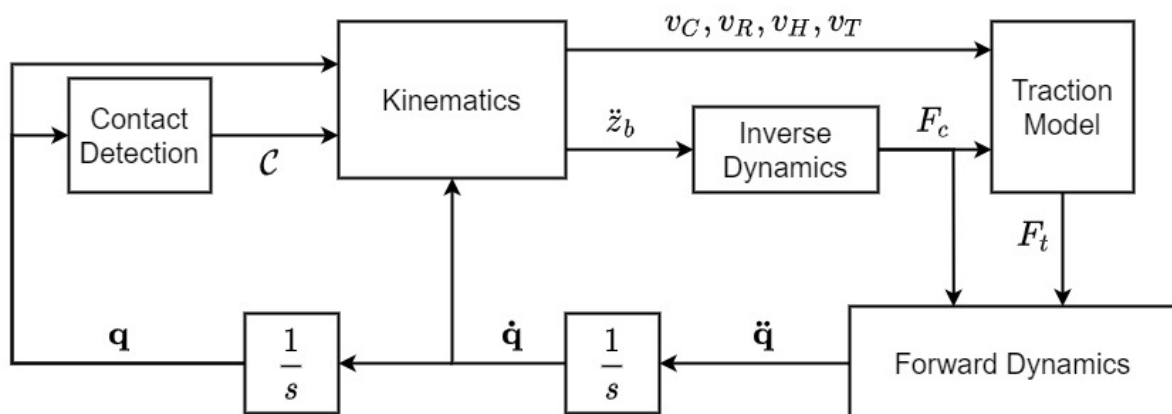 v_C, v_R, v_H, v_T
Contact
Detection
𝒞
Kinematics
z̈_b
Inverse
Dynamics
F_c
Traction
Model
F_t
q
1
s
q̇
1
s
q̈
Forward Dynamics